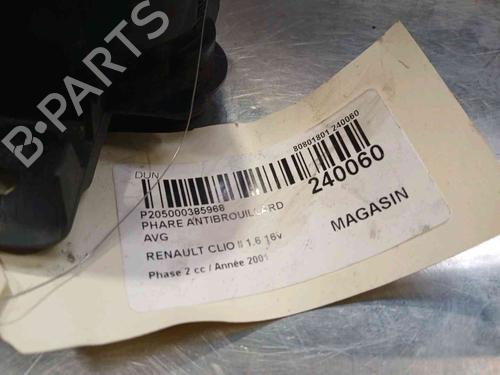 B-PARTS
DUN
80801801 240060
240060
P205000385968
PHARE ANTIBROUILLARD
AVG
RENAULT CLIO II 1.6 16v
Phase 2 cc / Année 2001
MAGASIN